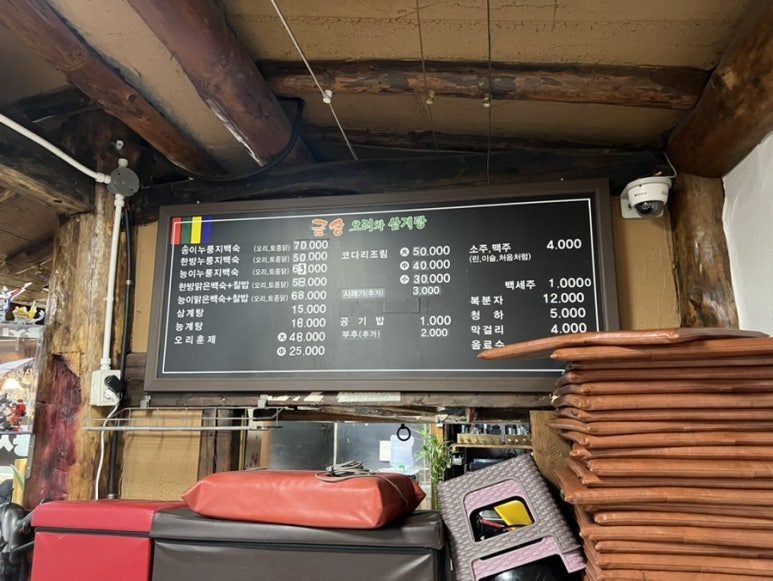 금상 오리와 삼계탕
송이누룽지백숙 (오리,토종닭) 70.000
한방누룽지백숙 (오리,토종닭) 50.000
능이누룽지백숙 (오리,토종닭) 63.000
한방맑은백숙+찰밥 (오리,토종닭) 58.000
능이맑은백숙+찰밥 (오리,토종닭) 68.000
삼계탕 15.000
능계탕 18.000
오리훈제 大 48.000
中 25.000
코다리조림 大 50.000
中 40.000
小 30.000
시래기(추가) 3.000
공기밥 1.000
부추(추가) 2.000
소주,맥주 4.000
(린,이슬,처음처럼)
백세주 1.0000
복분자 12.000
청하 5.000
막걸리 4.000
음료수